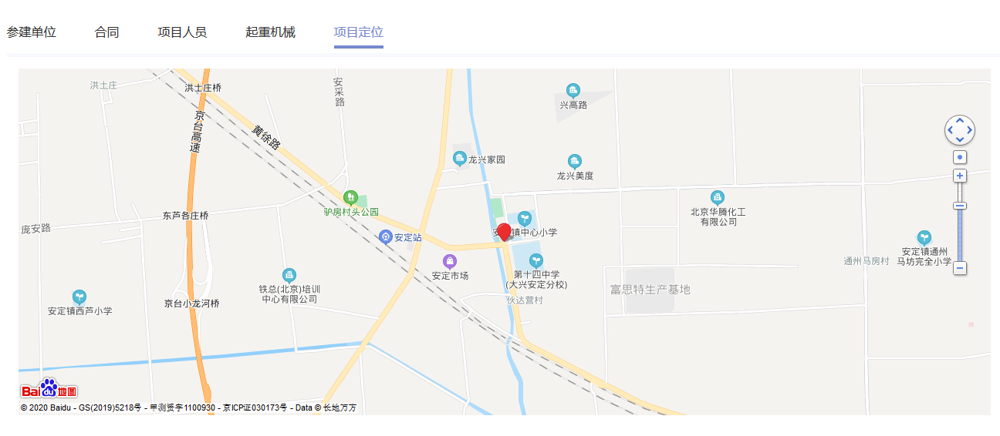 参建单位
合同
项目人员
起重机械
项目定位
洪士庄
洪士庄桥
安采路
兴高路
京台高速
黄徐路
龙兴家园
龙兴美度
驴房村头公园
东芦各庄桥
北京华腾化工
有限公司
庞安路
安定站
安定镇中心小学
安定镇通州
马坊完全小学
通州马房村
安定市场
第十四中学
(大兴安定分校)
铁总(北京)培训
中心有限公司
富思特生产基地
安定镇西芦小学
京台小龙河桥
伙达营村
Bai du 地图
© 2020 Baidu - GS(2019)5218号 - 甲测资字1100930 - 京ICP证030173号 - Data © 长地万方